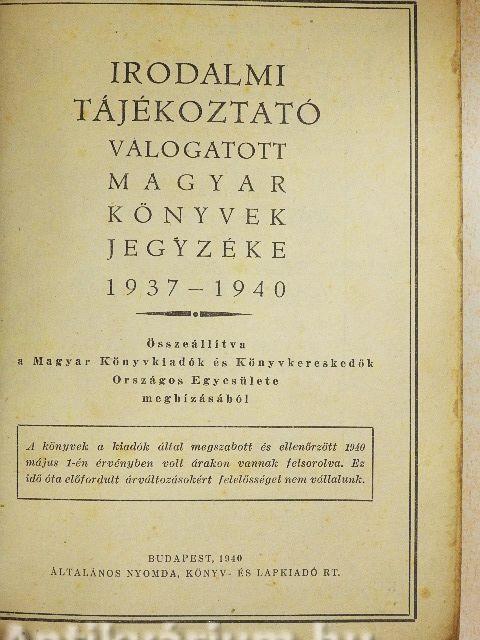 IRODALMI
TÁJÉKOZTATÓ
VÁLOGATOTT
MAGYAR
KÖNYVEK
JEGYZÉKE
1937-1940
Összeállítva
a Magyar Könyvkiadók és Könyvkereskedők
Országos Egyesülete
megbízásából
A könyvek a kiadók által megszabott és ellenőrzött 1940
május 1-én érvényben volt árakon vannak felsorolva. Ez
idő óta előfordult árváltozásokért felelősséget nem vállalunk.
BUDAPEST, 1940
ÁLTALÁNOS NYOMDA, KÖNYV- ÉS LAPKIADÓ RT.
Antikvárium.hu